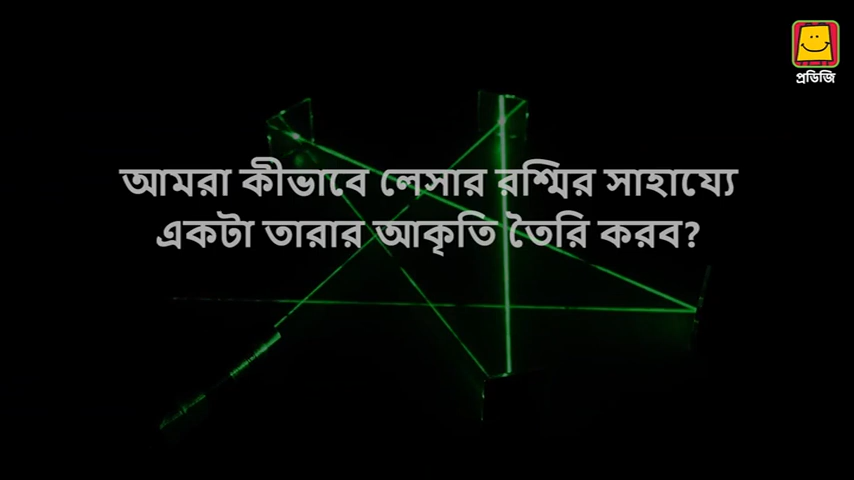 প্রডিজি
আমরা কীভাবে লেসার রশ্মির সাহায্যে
একটা তারার আকৃতি তৈরি করব?